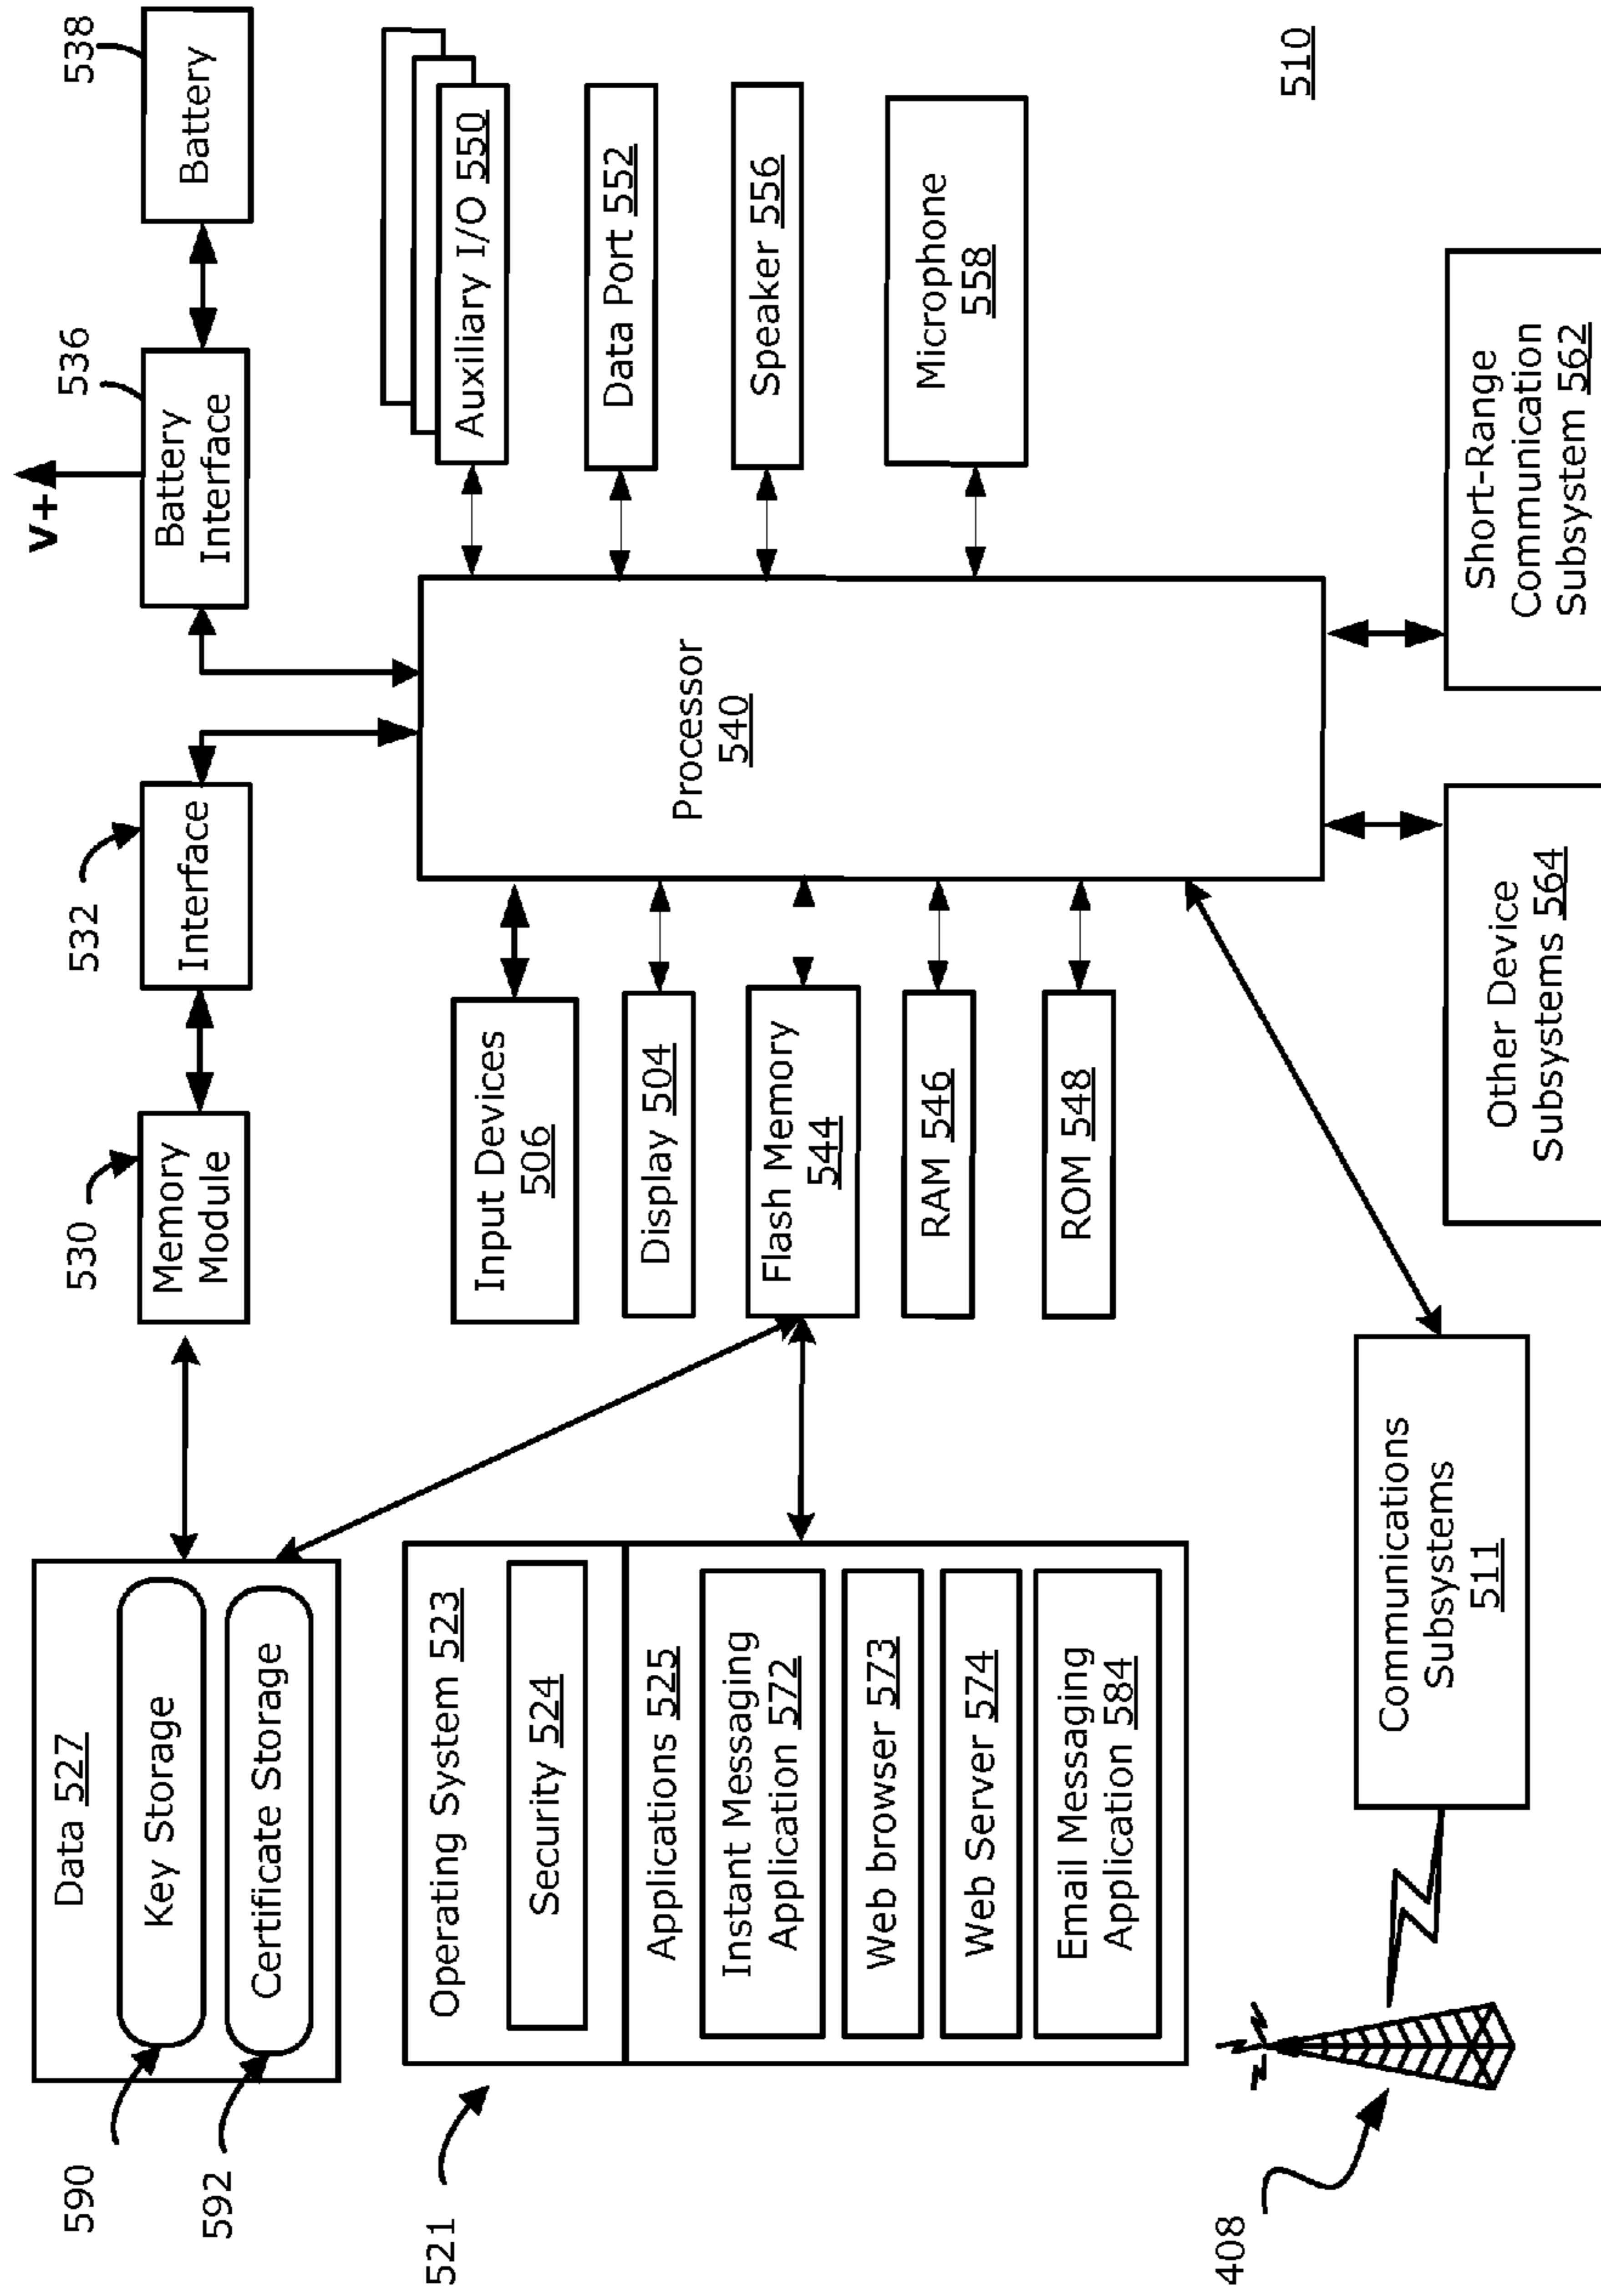 590
592
Data 527
Key Storage
Certificate Storage
530
Memory
Module
532
Interface
V+
536
Battery
Interface
538
Battery
521
Operating System 523
Security 524
Applications 525
Instant Messaging
Application 572
Web browser 573
Web Server 574
Email Messaging
Application 584
Input Devices
506
Display 504
Flash Memory
544
RAM 546
ROM 548
Processor
540
Auxiliary I/O 550
Data Port 552
Speaker 556
Microphone
558
408
Communications
Subsystems
511
Other Device
Subsystems 564
Short-Range
Communication
Subsystem 562
510